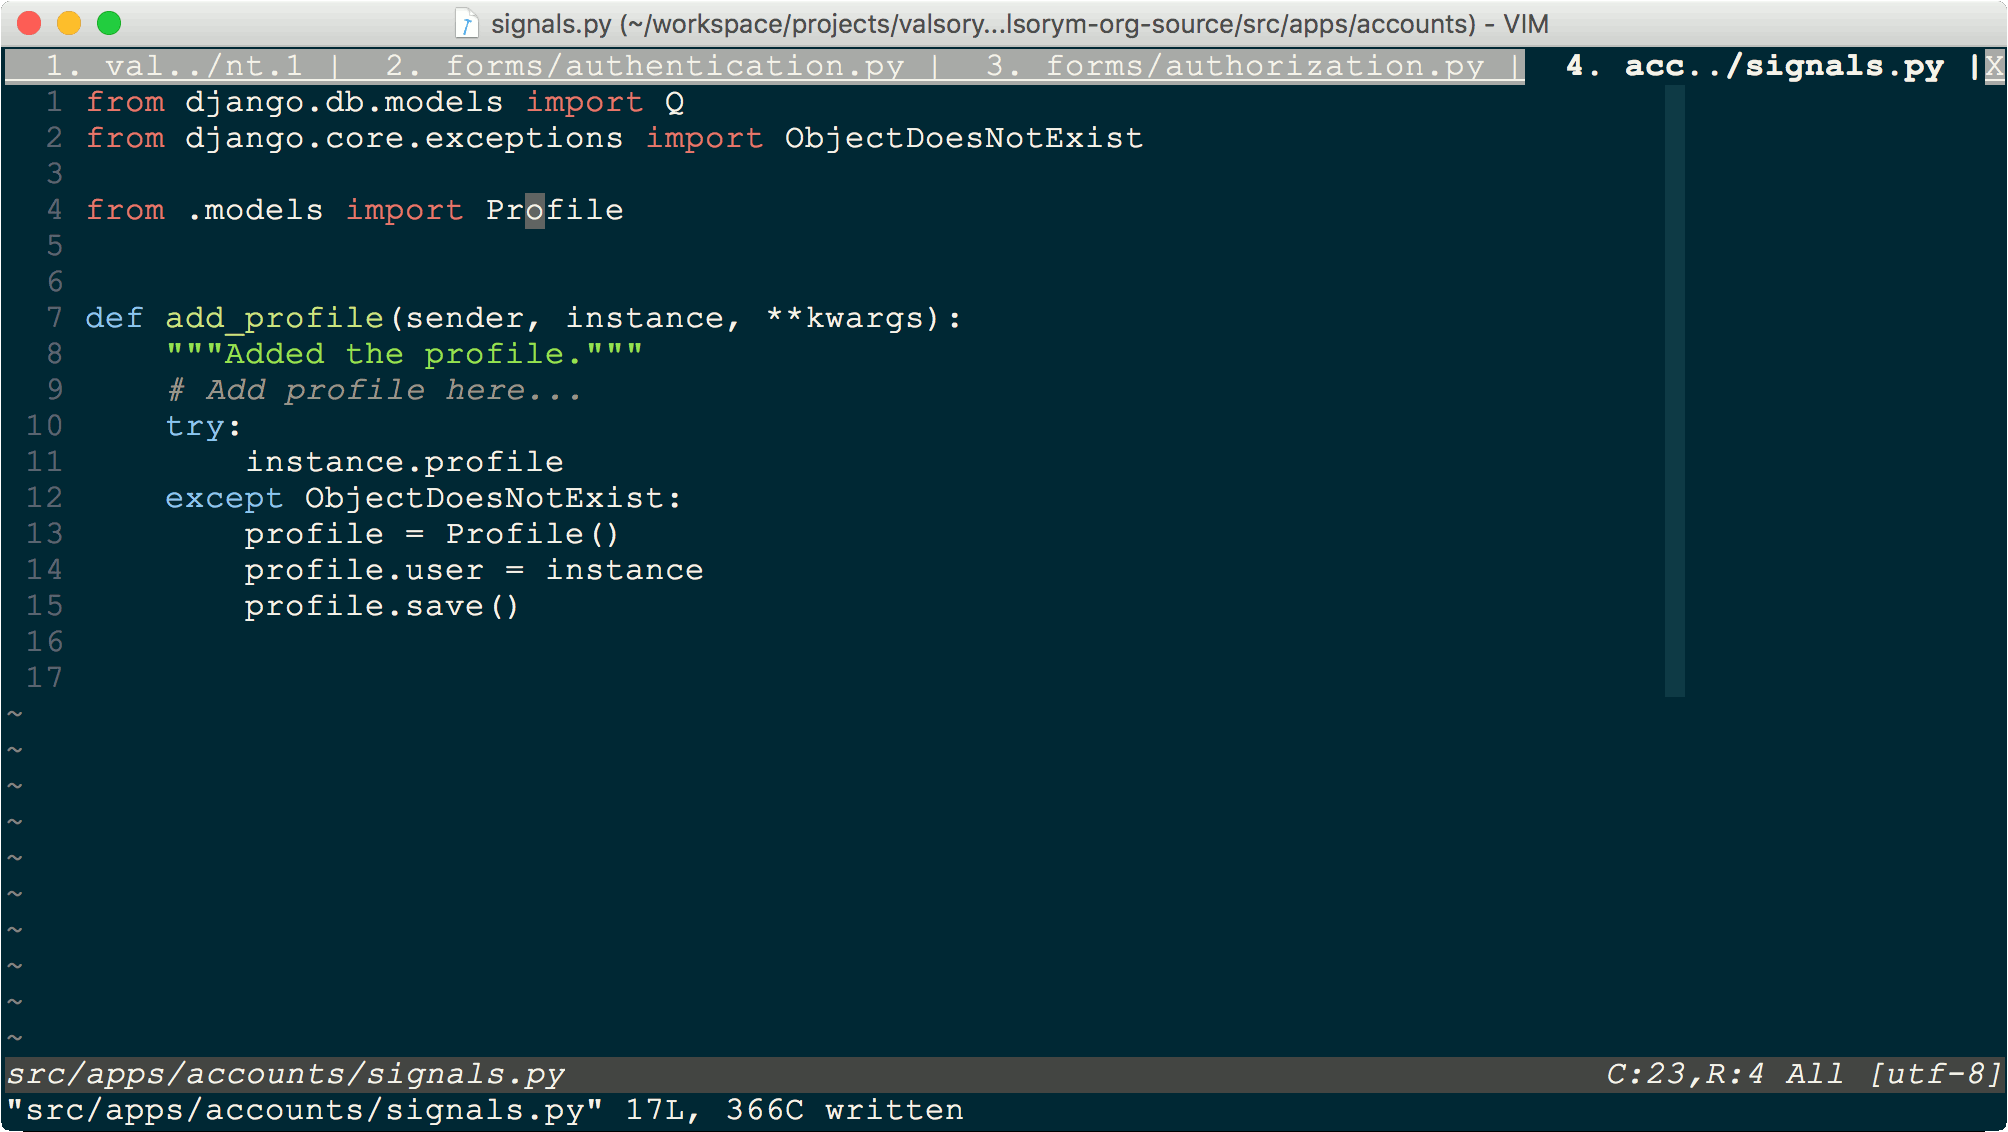 signals.py (~/workspace/projects/valsory...lsorym-org-source/src/apps/accounts) - VIM
1. val../nt.1 | 2. forms/authentication.py | 3. forms/authorization.py | 4. acc../signals.py |X
1 from django.db.models import Q
2 from django.core.exceptions import ObjectDoesNotExist
3
4 from .models import Profile
5
6
7 def add_profile(sender, instance, **kwargs):
8     """Added the profile."""
9     # Add profile here...
10     try:
11         instance.profile
12     except ObjectDoesNotExist:
13         profile = Profile()
14         profile.user = instance
15         profile.save()
16
17
~
~
~
~
~
~
~
~
~
~
src/apps/accounts/signals.py C:23,R:4 All [utf-8]
"src/apps/accounts/signals.py" 17L, 366C written